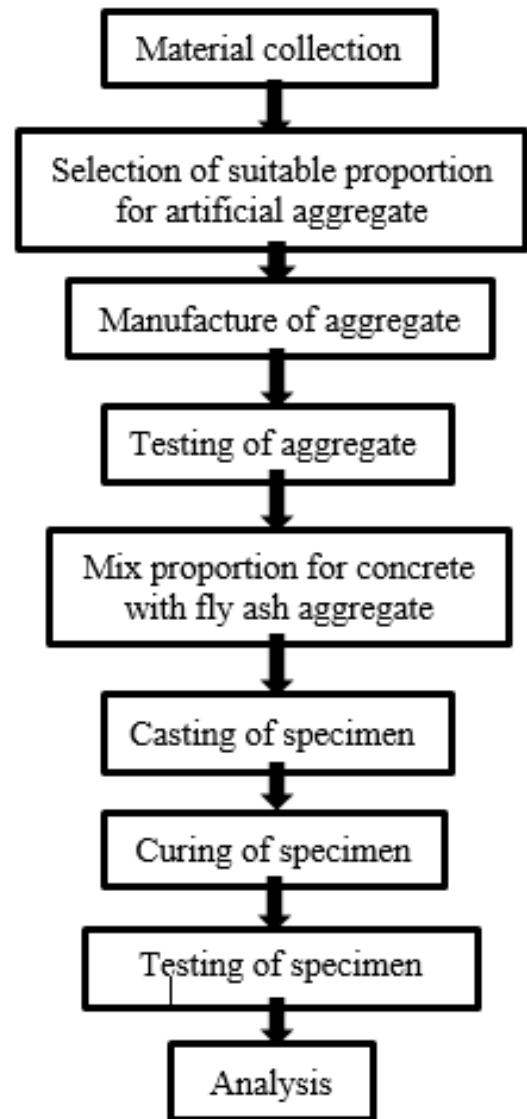 Material collection
Selection of suitable proportion
for artificial aggregate
Manufacture of aggregate
Testing of aggregate
Mix proportion for concrete
with fly ash aggregate
Casting of specimen
Curing of specimen
Testing of specimen
Analysis